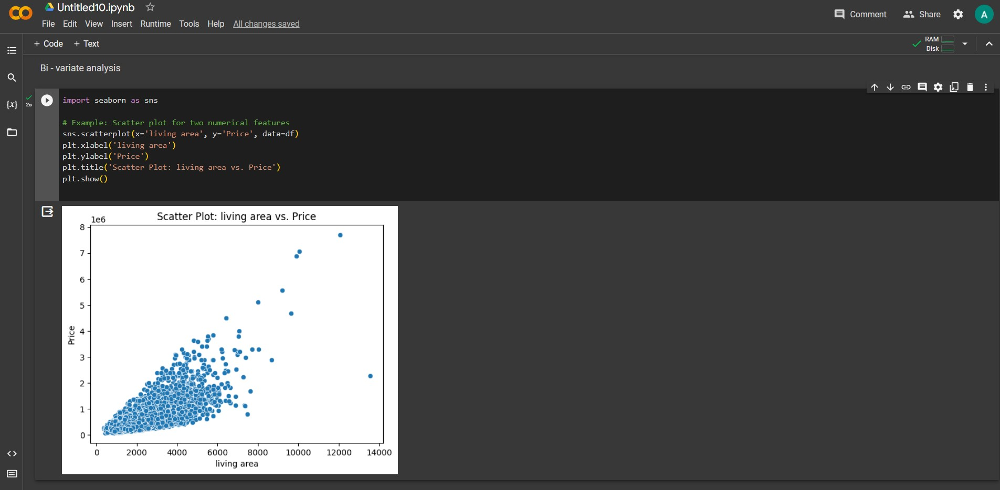 Untitled10.ipynb
File Edit View Insert Runtime Tools Help All changes saved
Comment Share A
+ Code + Text
RAM
Disk
Bi - variate analysis
{x}
2s
import seaborn as sns
# Example: Scatter plot for two numerical features
sns.scatterplot(x='living area', y='Price', data=df)
plt.xlabel('living area')
plt.ylabel('Price')
plt.title('Scatter Plot: living area vs. Price')
plt.show()
Scatter Plot: living area vs. Price
1e6
8
7
6
5
4
3
2
1
0
Price
0 2000 4000 6000 8000 10000 12000 14000
living area